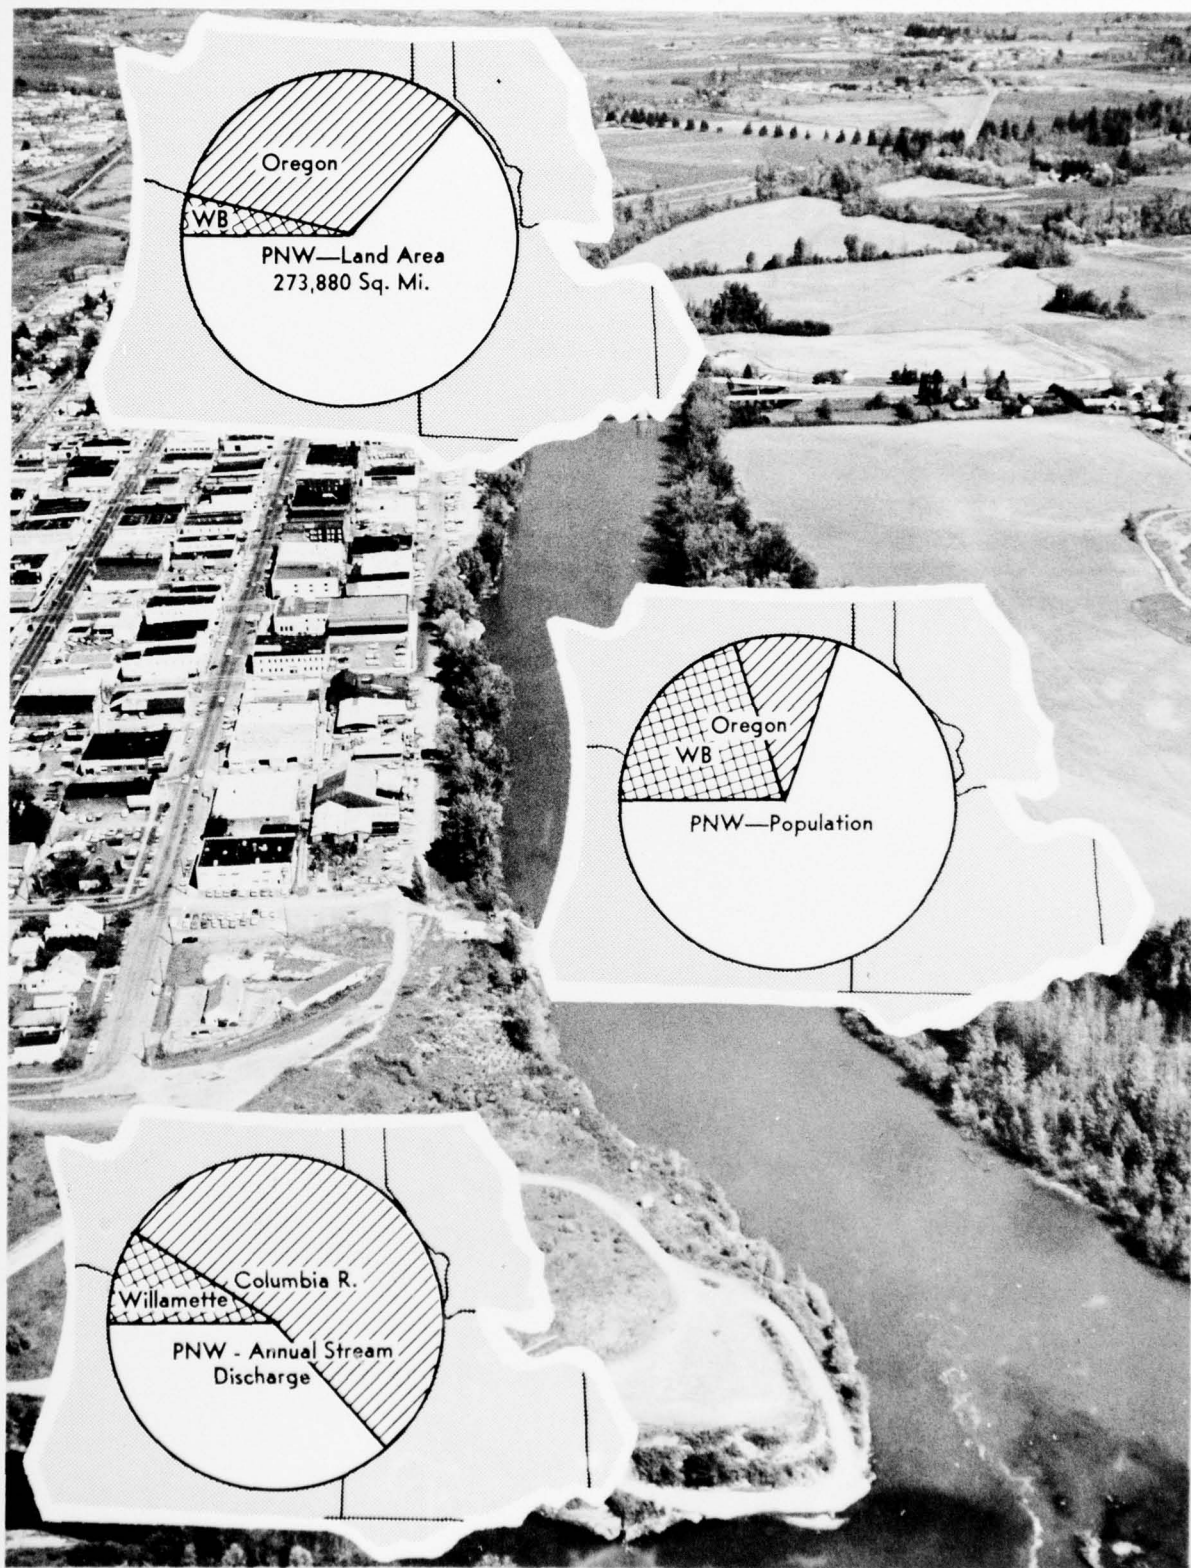 Oregon
WB
PNW—Land Area
273,880 Sq. Mi.
Oregon
WB
PNW—Population
Columbia R.
Willamette
PNW - Annual Stream
Discharge